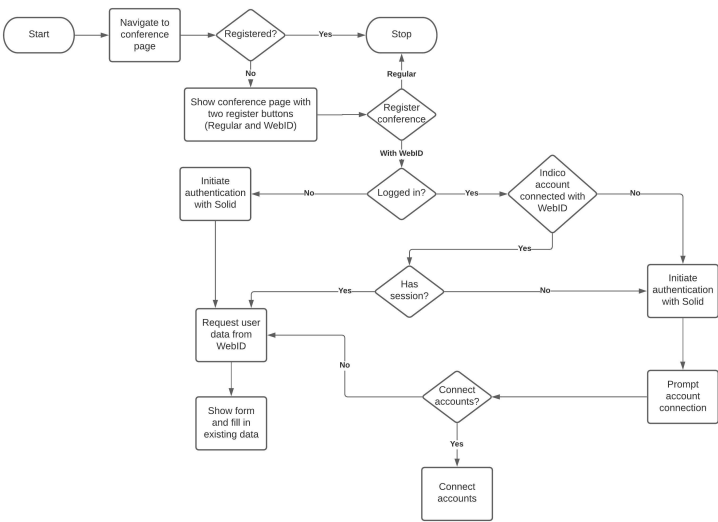 Start
Navigate to
conference
page
Registered?
Yes
Stop
No
Regular
Show conference page with
two register buttons
(Regular and WebID)
Register
conference
With WebID
Initiate
authentication
with Solid
No
Logged in?
Yes
Indico
account
connected with
WebID
No
Yes
Has
session?
Yes
No
Initiate
authentication
with Solid
Request user
data from
WebID
No
Connect
accounts?
Prompt
account
connection
Show form
and fill in
existing data
Yes
Connect
accounts